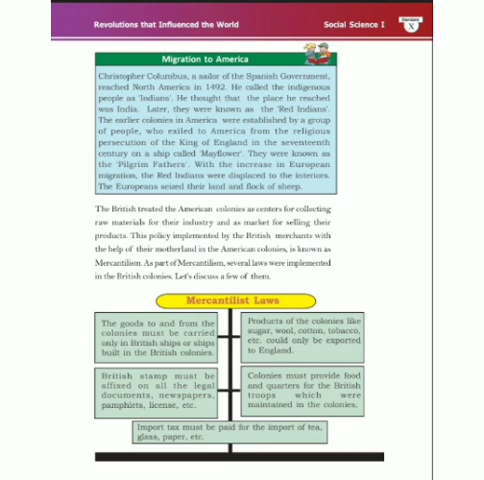 Revolutions that Influenced the World
Social Science I
Standard
X
Migration to America
Christopher Columbus, a sailor of the Spanish Government,
reached North America in 1492. He called the indigenous
people as 'Indians'. He thought that the place he reached
was India. Later, they were known as the 'Red Indians'.
The earlier colonies in America were established by a group
of people, who exiled to America from the religious
persecution of the King of England in the seventeenth
century on a ship called 'Mayflower'. They were known as
the 'Pilgrim Fathers'. With the increase in European
migration, the Red Indians were displaced to the interiors.
The Europeans seized their land and flock of sheep.
The British treated the American colonies as centers for collecting
raw materials for their industry and as market for selling their
products. This policy implemented by the British merchants with
the help of their motherland in the American colonies, is known as
Mercantilism. As part of Mercantilism, several laws were implemented
in the British colonies. Let's discuss a few of them.
Mercantilist Laws
The goods to and from the
colonies must be carried
only in British ships or ships
built in the British colonies.
Products of the colonies like
sugar, wool, cotton, tobacco,
etc. could only be exported
to England.
British stamp must be
affixed on all the legal
documents, newspapers,
pamphlets, license, etc.
Colonies must provide food
and quarters for the British
troops which were
maintained in the colonies.
Import tax must be paid for the import of tea,
glass, paper, etc.